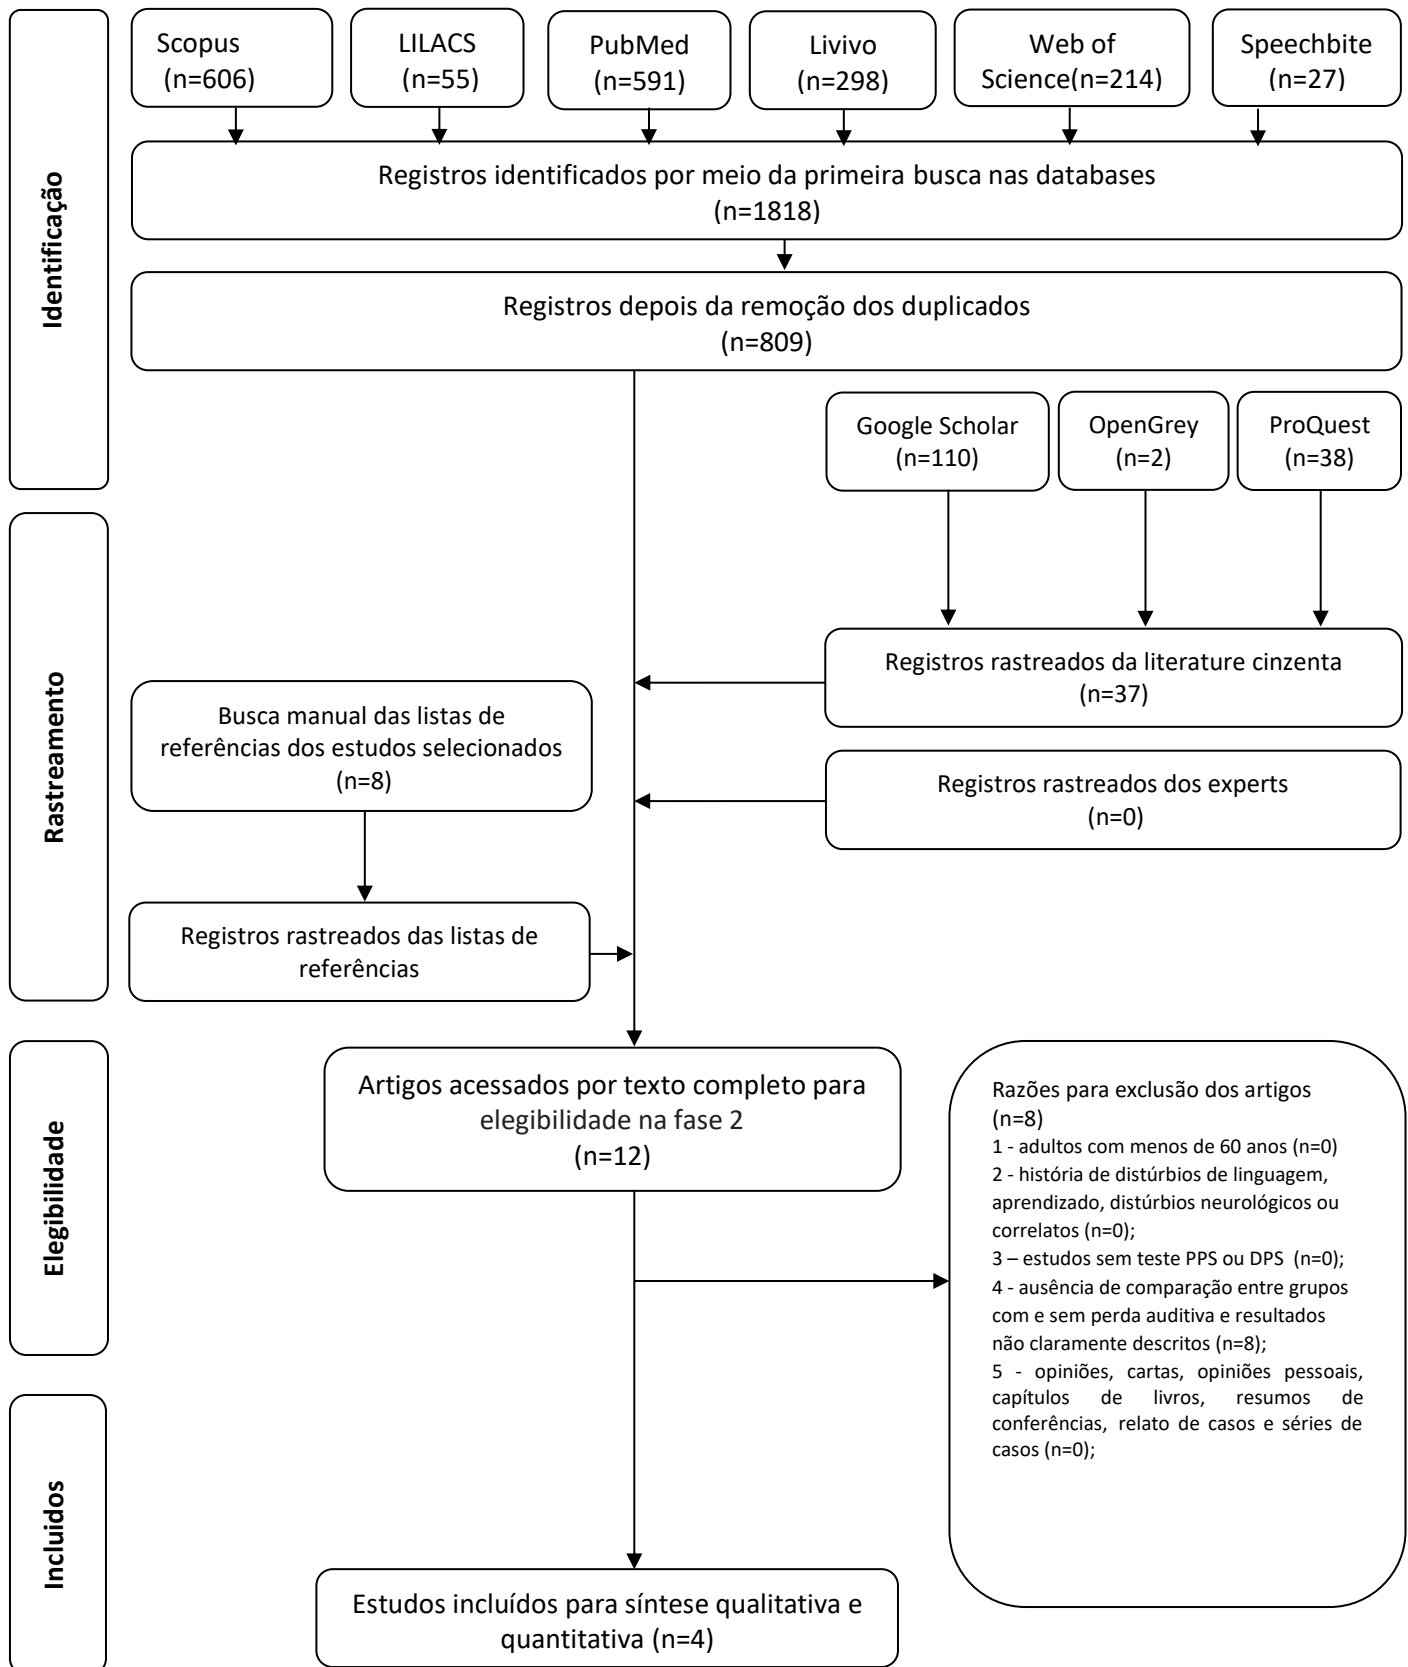 Identificação
Scopus
(n=606)
LILACS
(n=55)
PubMed
(n=591)
Livivo
(n=298)
Web of
Science(n=214)
Speechbite
(n=27)
Registros identificados por meio da primeira busca nas databases
(n=1818)
Registros depois da remoção dos duplicados
(n=809)
Google Scholar
(n=110)
OpenGrey
(n=2)
ProQuest
(n=38)
Rastreamento
Registros rastreados da literature cinzenta
(n=37)
Busca manual das listas de
referências dos estudos selecionados
(n=8)
Registros rastreados dos experts
(n=0)
Registros rastreados das listas de
referências
Elegibilidade
Artigos acessados por texto completo para
elegibilidade na fase 2
(n=12)
Razões para exclusão dos artigos
(n=8)
1 - adultos com menos de 60 anos (n=0)
2 - história de distúrbios de linguagem,
aprendizado, distúrbios neurológicos ou
correlatos (n=0);
3 – estudos sem teste PPS ou DPS (n=0);
4 - ausência de comparação entre grupos
com e sem perda auditiva e resultados
não claramente descritos (n=8);
5 - opiniões, cartas, opiniões pessoais,
capítulos de livros, resumos de
conferências, relato de casos e séries de
casos (n=0);
Incluidos
Estudos incluídos para síntese qualitativa e
quantitativa (n=4)